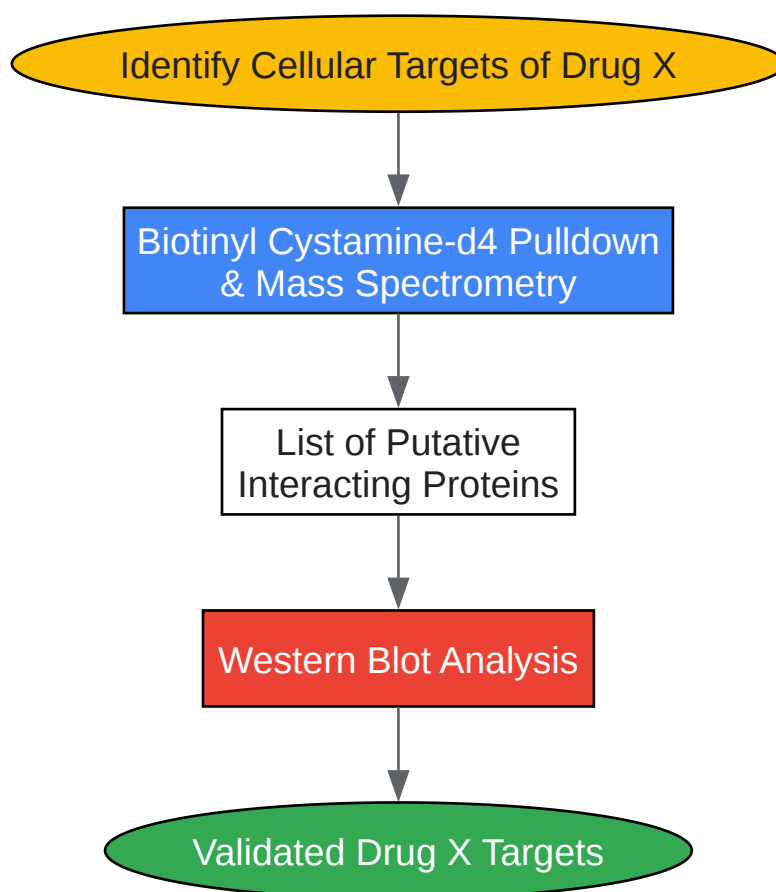 Identify Cellular Targets of Drug X
Biotinyl Cystamine-d4 Pulldown
& Mass Spectrometry
List of Putative
Interacting Proteins
Western Blot Analysis
Validated Drug X Targets